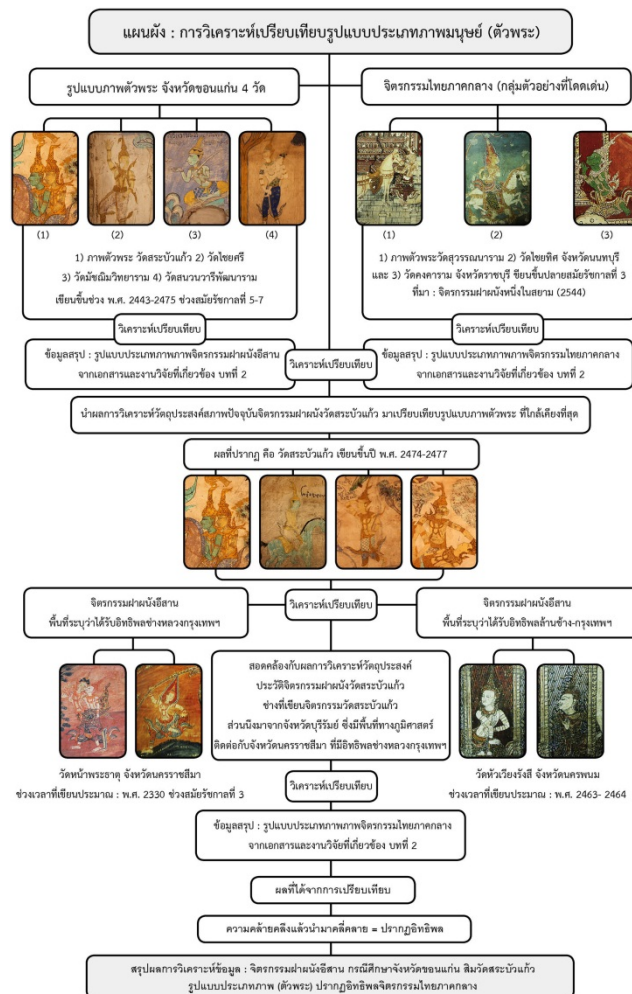 แผนผัง : การวิเคราะห์เปรียบเทียบรูปแบบประเภทภาพมนุษย์ (ตัวพระ)
รูปแบบภาพตัวพระ จังหวัดขอนแก่น 4 วัด
(1)
(2)
(3)
(4)
1) ภาพตัวพระ วัดสระบัวแก้ว 2) วัดไชยศรี
3) วัดมัชฌิมวิทยาราม 4) วัดสนวนวารีพัฒนาราม
เขียนขึ้นช่วง พ.ศ. 2443-2475 ช่วงสมัยรัชกาลที่ 5-7
วิเคราะห์เปรียบเทียบ
ข้อมูลสรุป : รูปแบบประเภทภาพภาพจิตรกรรมฝาผนังอีสาน
จากเอกสารและงานวิจัยที่เกี่ยวข้อง บทที่ 2
จิตรกรรมไทยภาคกลาง (กลุ่มตัวอย่างที่โดดเด่น)
(1)
(2)
(3)
1) ภาพตัวพระวัดสุวรรณนาราม 2) วัดไชยทิศ จังหวัดนนทบุรี
และ 3) วัดคงคาราม จังหวัดราชบุรี เขียนขึ้นปลายสมัยรัชกาลที่ 3
ที่มา : จิตรกรรมฝาผนังหนึ่งในสยาม (2544)
วิเคราะห์เปรียบเทียบ
ข้อมูลสรุป : รูปแบบประเภทภาพภาพจิตรกรรมไทยภาคกลาง
จากเอกสารและงานวิจัยที่เกี่ยวข้อง บทที่ 2
วิเคราะห์เปรียบเทียบ
นำผลการวิเคราะห์วัตถุประสงค์สภาพปัจจุบันจิตรกรรมฝาผนังวัดสระบัวแก้ว มาเปรียบเทียบรูปแบบภาพตัวพระ ที่ใกล้เคียงที่สุด
ผลที่ปรากฏ คือ วัดสระบัวแก้ว เขียนขึ้นปี พ.ศ. 2474-2477
วิเคราะห์เปรียบเทียบ
จิตรกรรมฝาผนังอีสาน
พื้นที่ระบุว่าได้รับอิทธิพลช่างหลวงกรุงเทพฯ
วัดหน้าพระธาตุ จังหวัดนครราชสีมา
ช่วงเวลาที่เขียนประมาณ : พ.ศ. 2330 ช่วงสมัยรัชกาลที่ 3
สอดคล้องกับผลการวิเคราะห์วัตถุประสงค์
ประวัติจิตรกรรมฝาผนังวัดสระบัวแก้ว
ช่างที่เขียนจิตรกรรมวัดสระบัวแก้ว
ส่วนนึงมาจากจังหวัดบุรีรัมย์ ซึ่งมีพื้นที่ทางภูมิศาสตร์
ติดต่อกับจังหวัดนครราชสีมา ที่มีอิทธิพลช่างหลวงกรุงเทพฯ
จิตรกรรมฝาผนังอีสาน
พื้นที่ระบุว่าได้รับอิทธิพลล้านช้าง-กรุงเทพฯ
วัดหัวเวียงรังสี จังหวัดนครพนม
ช่วงเวลาที่เขียนประมาณ : พ.ศ. 2463- 2464
วิเคราะห์เปรียบเทียบ
ข้อมูลสรุป : รูปแบบประเภทภาพภาพจิตรกรรมไทยภาคกลาง
จากเอกสารและงานวิจัยที่เกี่ยวข้อง บทที่ 2
ผลที่ได้จากการเปรียบเทียบ
ความคล้ายคลึงแล้วนำมาคลี่คลาย = ปรากฏอิทธิพล
สรุปผลการวิเคราะห์ข้อมูล : จิตรกรรมฝาผนังอีสาน กรณีศึกษาจังหวัดขอนแก่น สิมวัดสระบัวแก้ว
รูปแบบประเภทภาพ (ตัวพระ) ปรากฏอิทธิพลจิตรกรรมไทยภาคกลาง